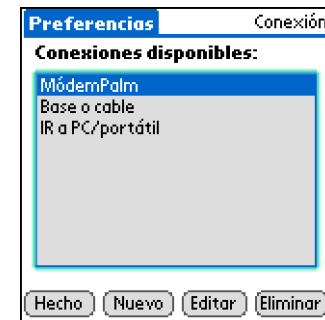 Preferencias Conexión
Conexiones disponibles:
MódemPalm
Base o cable
IR a PC/portátil
Hecho Nuevo Editar Eliminar